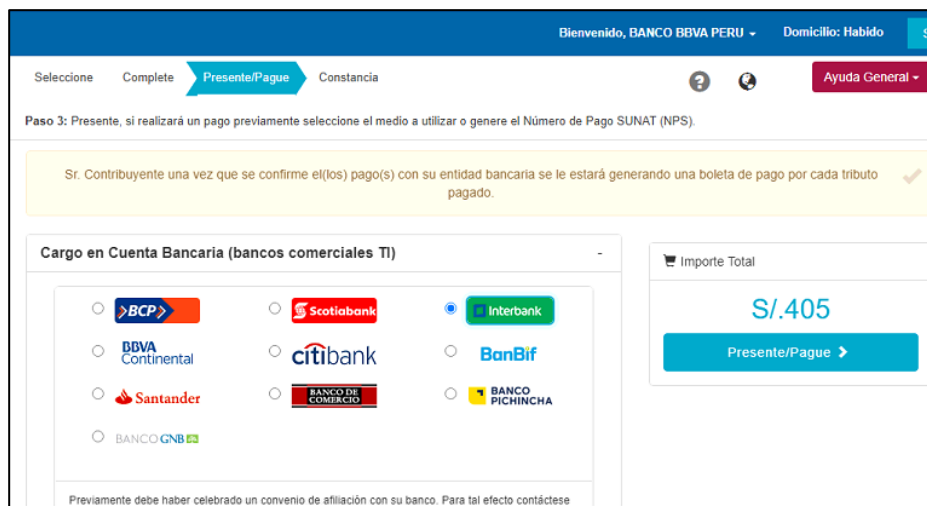 Bienvenido, BANCO BBVA PERU
Domicilio: Habido
S
Seleccione
Complete
Presente/Pague
Constancia
?
Ayuda General
Paso 3: Presente, si realizará un pago previamente seleccione el medio a utilizar o genere el Número de Pago SUNAT (NPS).
Sr. Contribuyente una vez que se confirme el(los) pago(s) con su entidad bancaria se le estará generando una boleta de pago por cada tributo
pagado.
Cargo en Cuenta Bancaria (bancos comerciales TI)
-
Importe Total
S/.405
Presente/Pague
BCP
Scotiabank
Interbank
BBVA
Continental
citibank
BanBif
Santander
BANCO DE
COMERCIO
BANCO
PICHINCHA
BANCO GNB
Previamente debe haber celebrado un convenio de afiliación con su banco. Para tal efecto contáctese